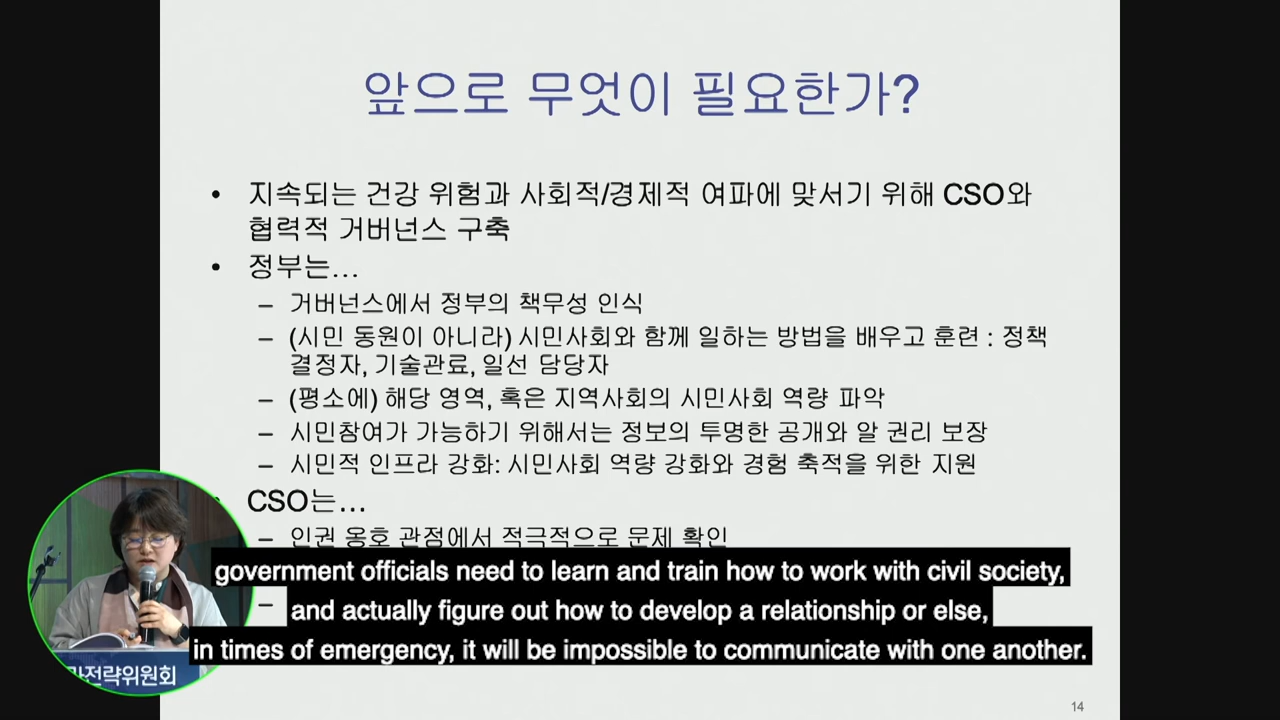 앞으로 무엇이 필요한가?
• 지속되는 건강 위험과 사회적/경제적 여파에 맞서기 위해 CSO와
협력적 거버넌스 구축
• 정부는…
– 거버넌스에서 정부의 책무성 인식
– (시민 동원이 아니라) 시민사회와 함께 일하는 방법을 배우고 훈련 : 정책
결정자, 기술관료, 일선 담당자
– (평소에) 해당 영역, 혹은 지역사회의 시민사회 역량 파악
– 시민참여가 가능하기 위해서는 정보의 투명한 공개와 알 권리 보장
– 시민적 인프라 강화: 시민사회 역량 강화와 경험 축적을 위한 지원
• CSO는…
– 인권 옹호 관점에서 적극적으로 문제 확인
government officials need to learn and train how to work with civil society,
–
and actually figure out how to develop a relationship or else,
in times of emergency, it will be impossible to communicate with one another.
전략위원회
14